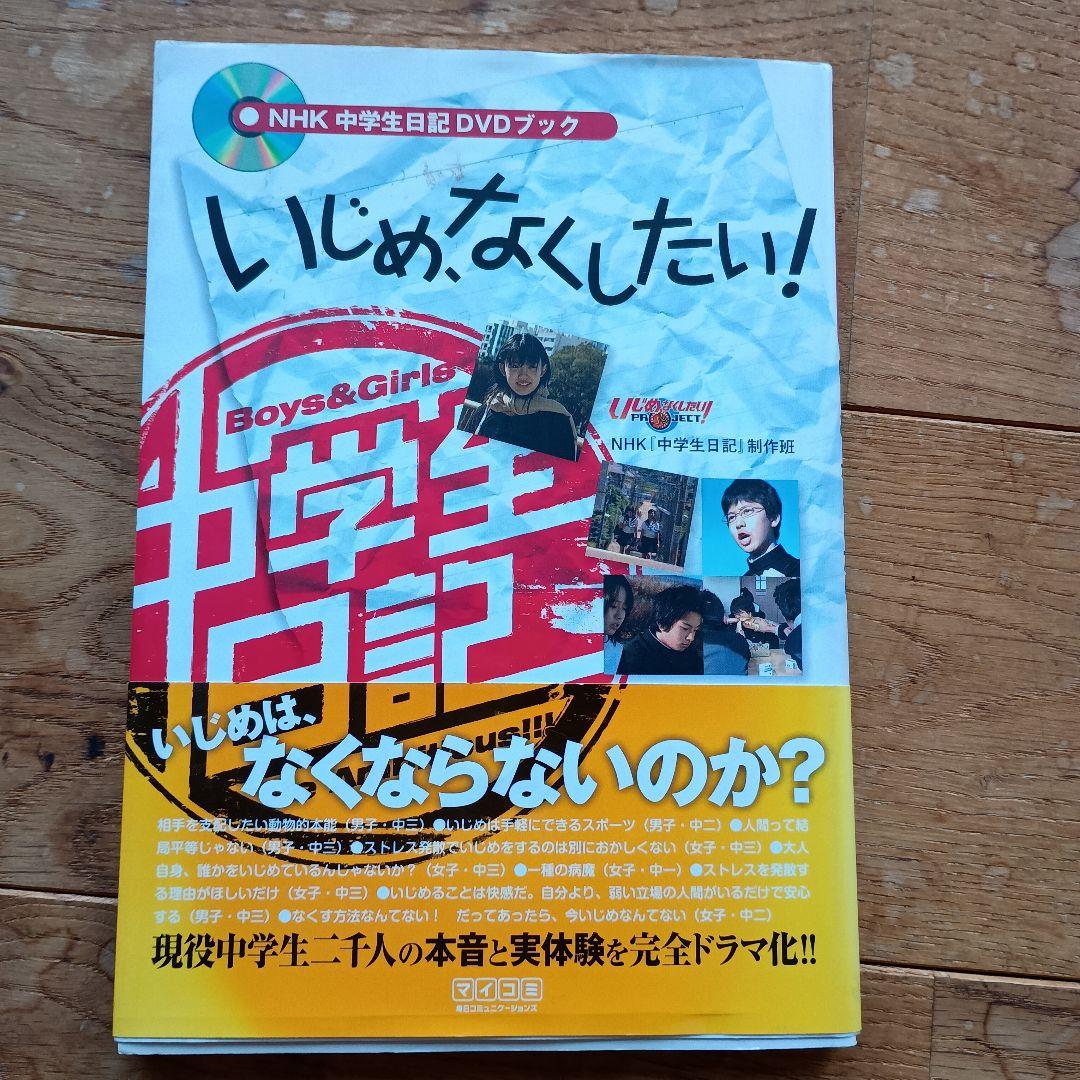 NHK 中学生日記 DVDブック
いじめ、なくしたい!
Boys&Girls
中学生
日記
いじめなくしたい!
PROJECT!
NHK『中学生日記』制作班
いじめは、
なくならないのか?
相手を支配したい動物的本能(男子・中三)●いじめは手軽にできるスポーツ(男子・中二)●人間って結
局平等じゃない(男子・中三)●ストレス発散でいじめをするのは別におかしくない(女子・中三)●大人
自身、誰かをいじめているんじゃないか?(女子・中三)●一種の病魔(女子・中一)●ストレスを発散す
る理由がほしいだけ(女子・中三)●いじめることは快感だ。自分より、弱い立場の人間がいるだけで安心
する(男子・中三)●なくす方法なんてない! だってあったら、今いじめなんてない(女子・中二)
現役中学生二千人の本音と実体験を完全ドラマ化!!
マイコミ
毎日コミュニケーションズ